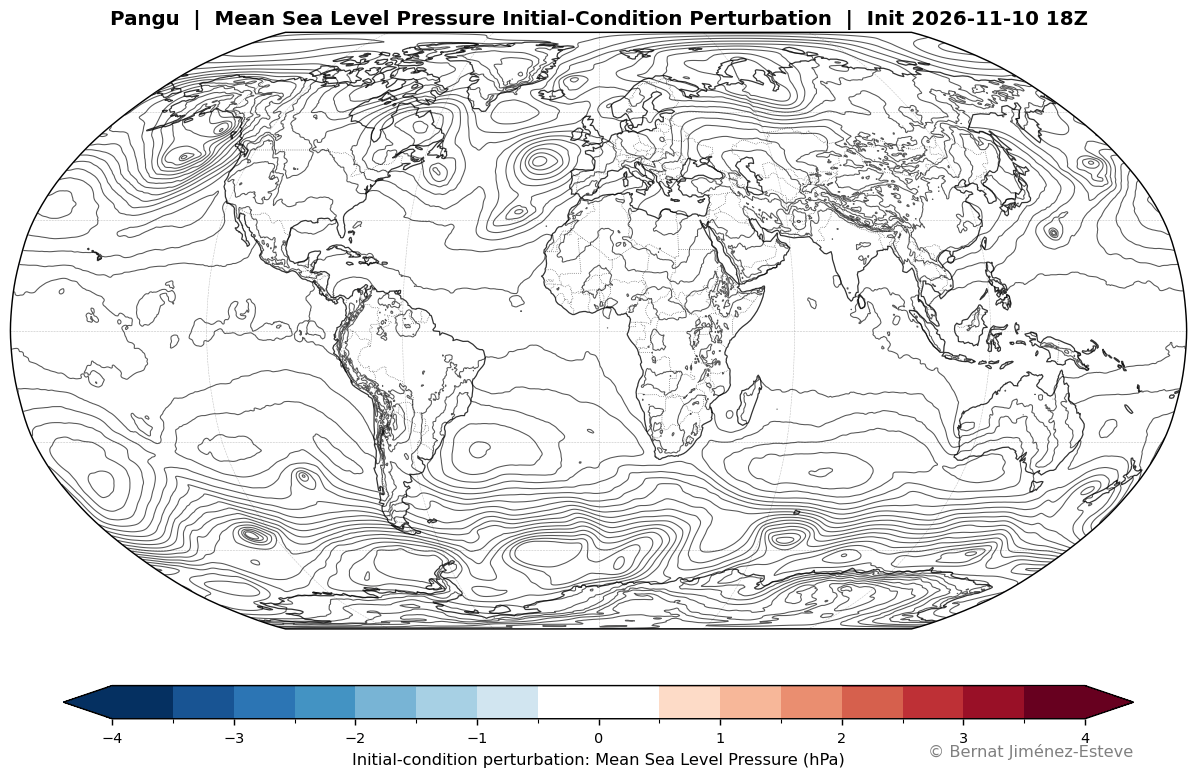 Pangu | Mean Sea Level Pressure Initial-Condition Perturbation | Init 2026-11-10 18Z
−4 −3 −2 −1 0 1 2 3 4
© Bernat Jiménez-Esteve
Initial-condition perturbation: Mean Sea Level Pressure (hPa)